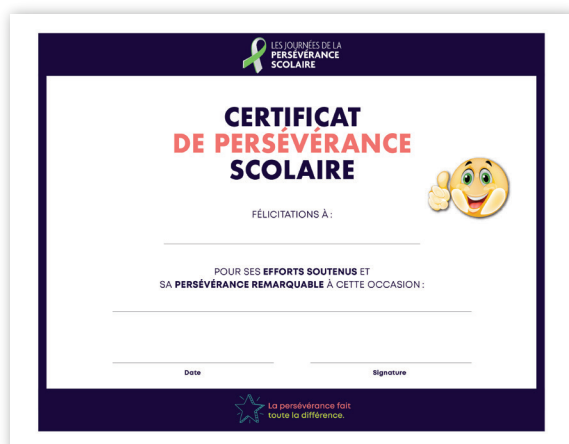 LES JOURNÉES DE LA
PERSÉVÉRANCE
SCOLAIRE
CERTIFICAT
DE PERSÉVÉRANCE
SCOLAIRE
FÉLICITATIONS À :
POUR SES EFFORTS SOUTENUS ET
SA PERSÉVÉRANCE REMARQUABLE À CETTE OCCASION :
Date
Signature
La persévérance fait
toute la différence.